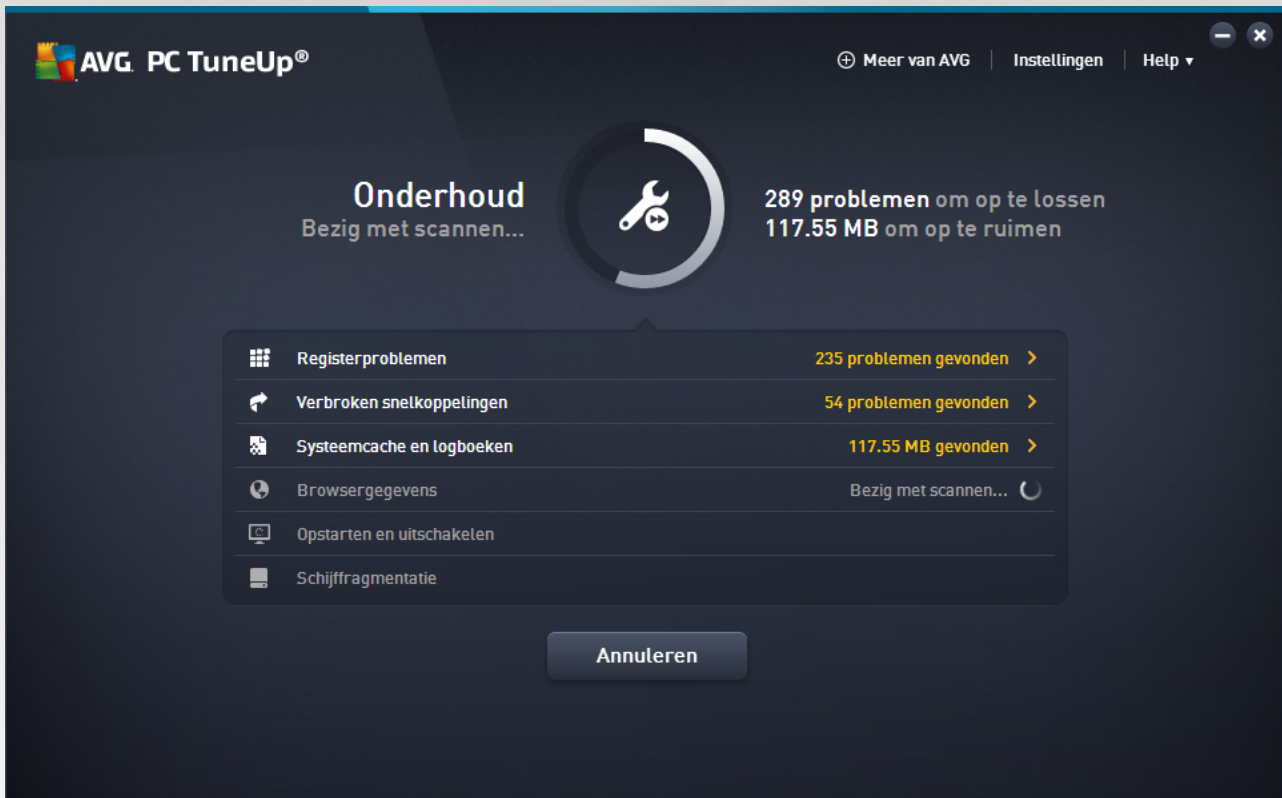 AVG. PC TuneUp®
Meer van AVG
Instellingen
Help
Onderhoud
Bezig met scannen...
289 problemen om op te lossen
117.55 MB om op te ruimen
Registerproblemen
235 problemen gevonden
Verbroken snelkoppelingen
54 problemen gevonden
Systeemcache en logboeken
117.55 MB gevonden
Browsergegevens
Bezig met scannen...
Opstarten en uitschakelen
Schijffragmentatie
Annuleren